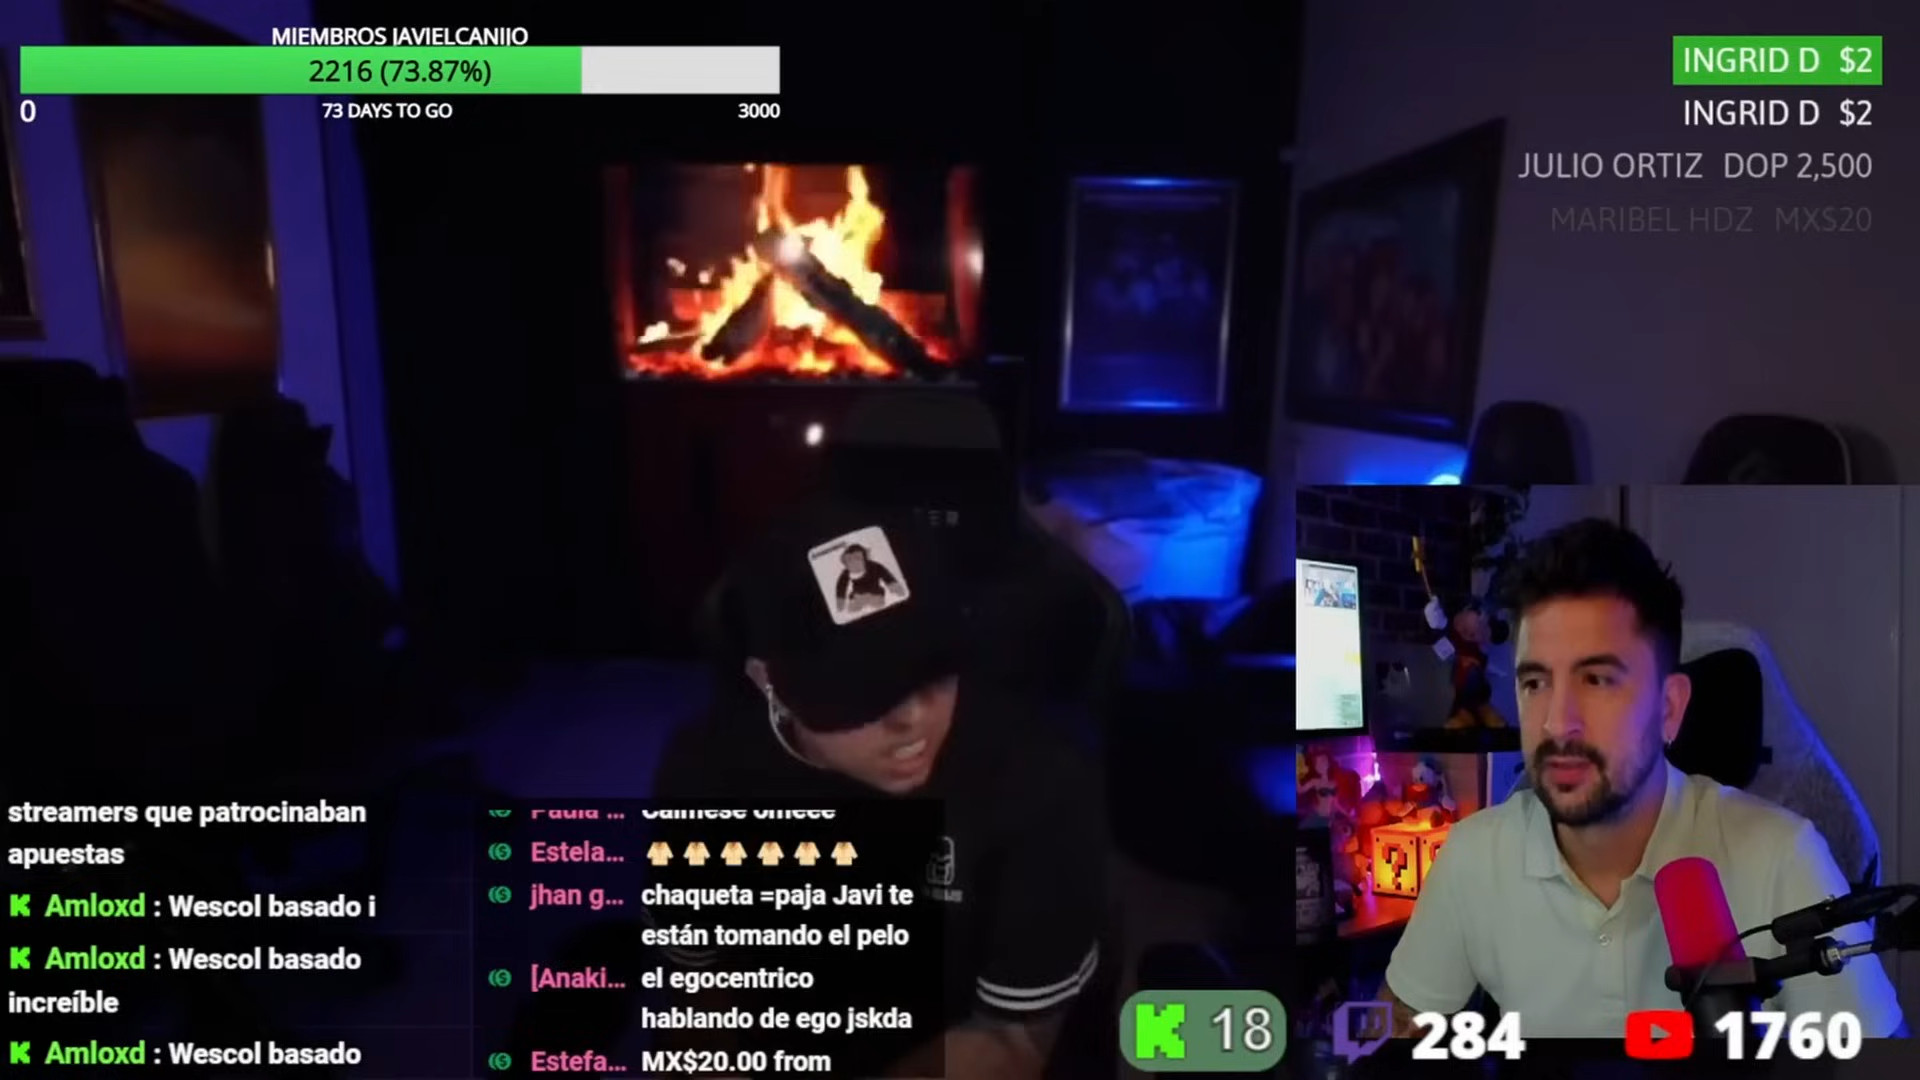 MIEMBROS JAVIELCANIJO
2216 (73.87%)
0
73 DAYS TO GO
3000
INGRID D $2
INGRID D $2
JULIO ORTIZ DOP 2,500
MARIBEL HDZ MX$20
streamers que patrocinaban
apuestas
Amloxd : Wescol basado i
Amloxd : Wescol basado
increíble
Amloxd : Wescol basado
Paula ... Calmese omeee
Estela...
jhan g... chaqueta =paja Javi te
están tomando el pelo
[Anaki... el egocentrico
hablando de ego jskda
Estefa... MX$20.00 from
K 18
284
1760